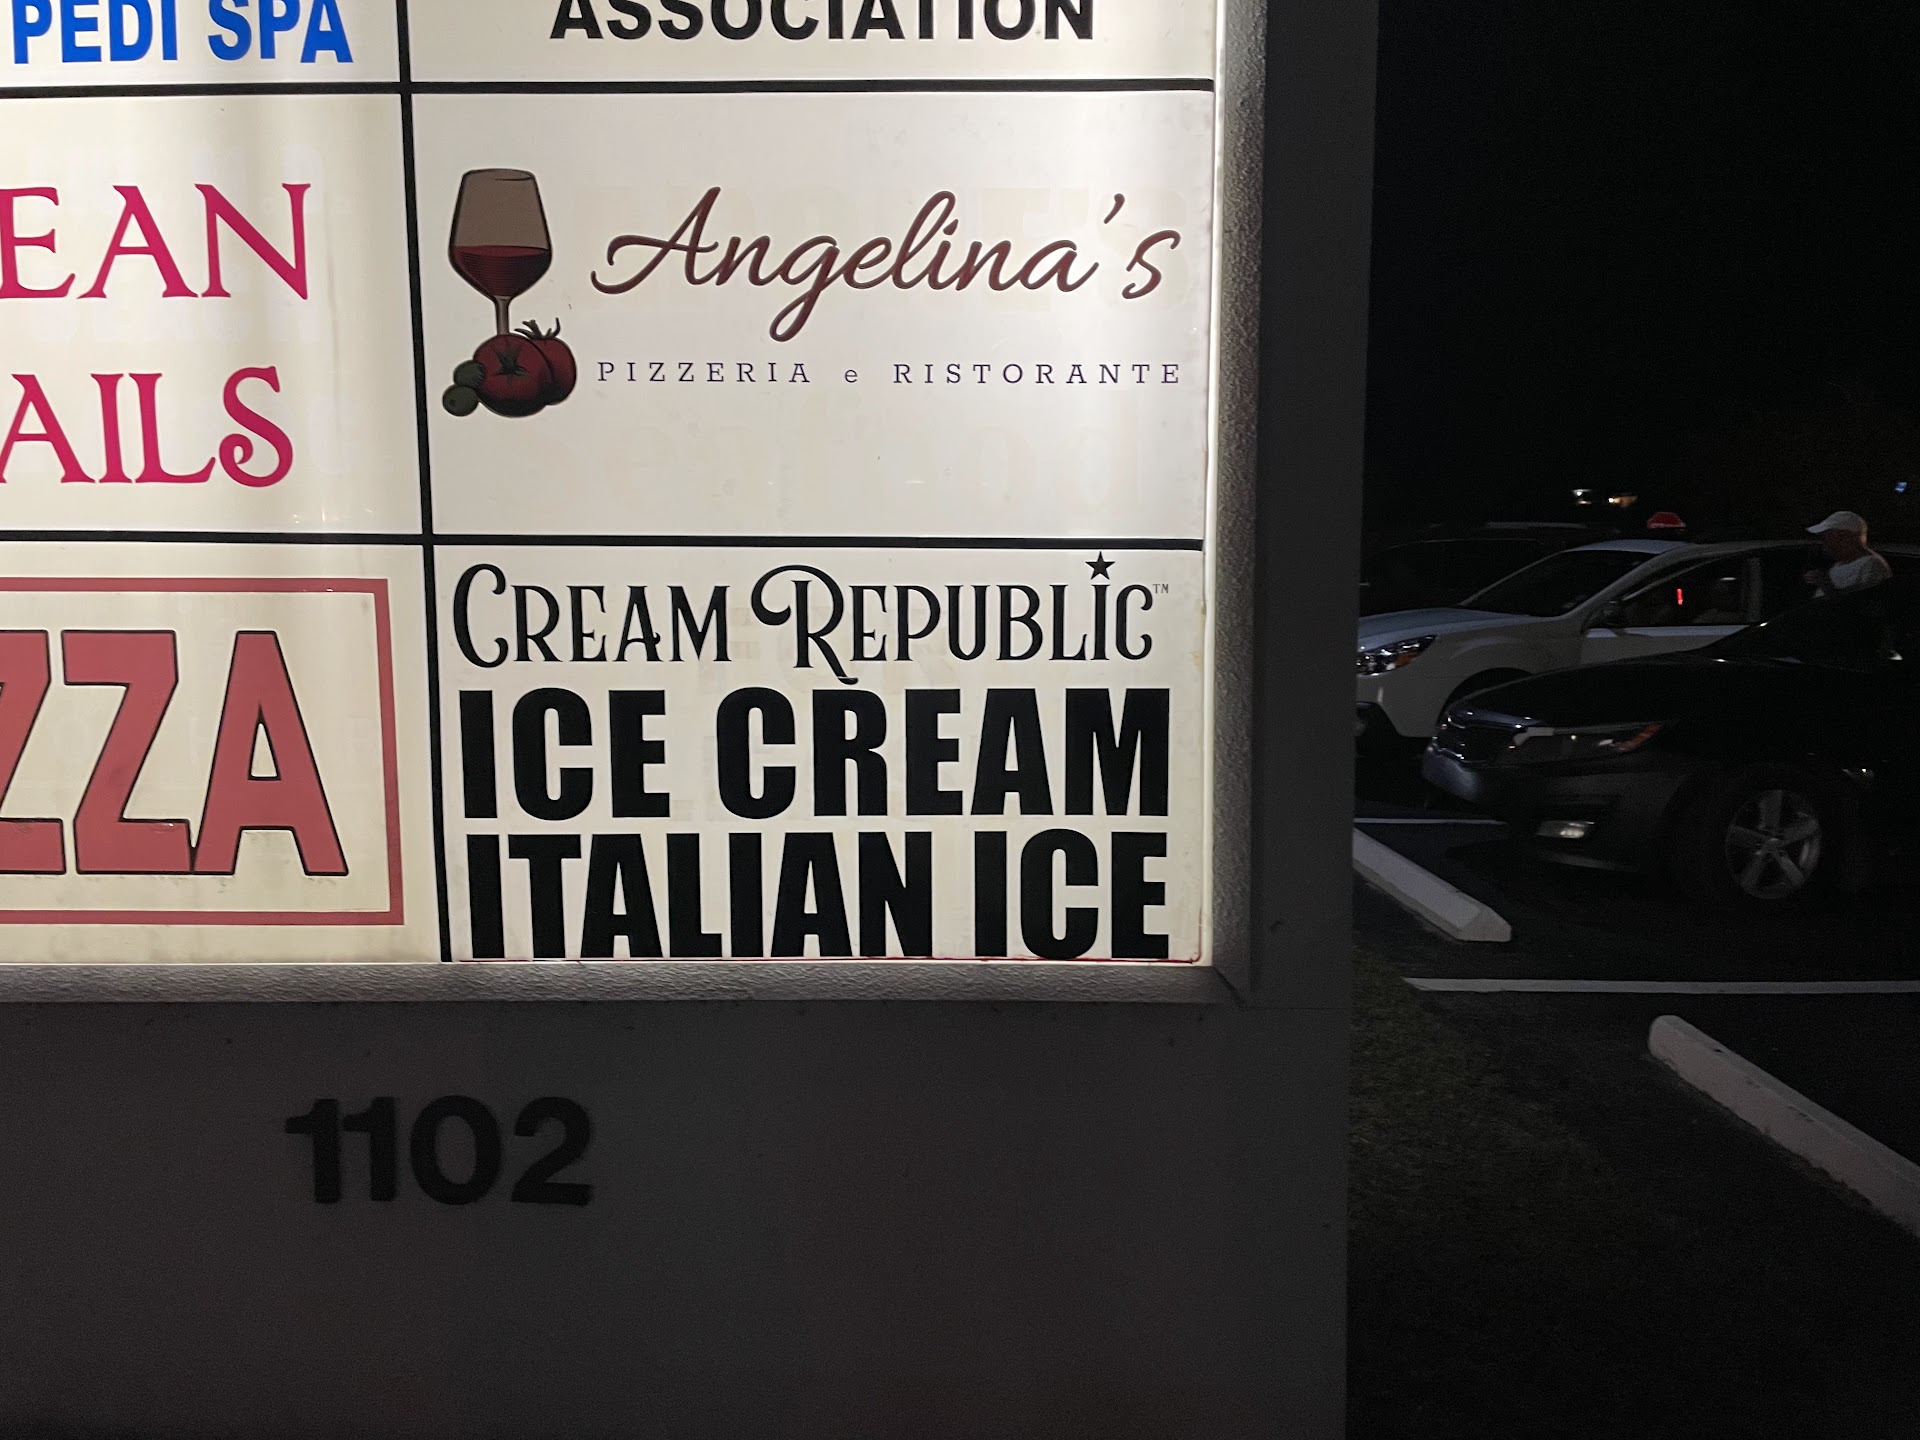 PEDI SPA
ASSOCIATION
EAN
AILS
Angelina's
PIZZERIA e RISTORANTE
ZZA
CREAM REPUBLIC™
ICE CREAM
ITALIAN ICE
1102